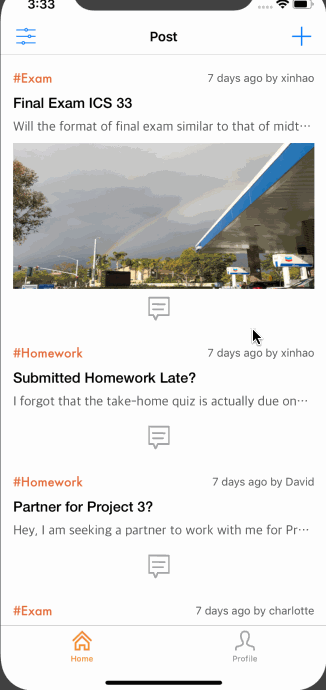 3:33
Post
#Exam 7 days ago by xinhao
Final Exam ICS 33
Will the format of final exam similar to that of midt···
#Homework 7 days ago by xinhao
Submitted Homework Late?
I forgot that the take-home quiz is actually due on···
#Homework 7 days ago by David
Partner for Project 3?
Hey, I am seeking a partner to work with me for Pr···
#Exam 7 days ago by charlotte
Home Profile